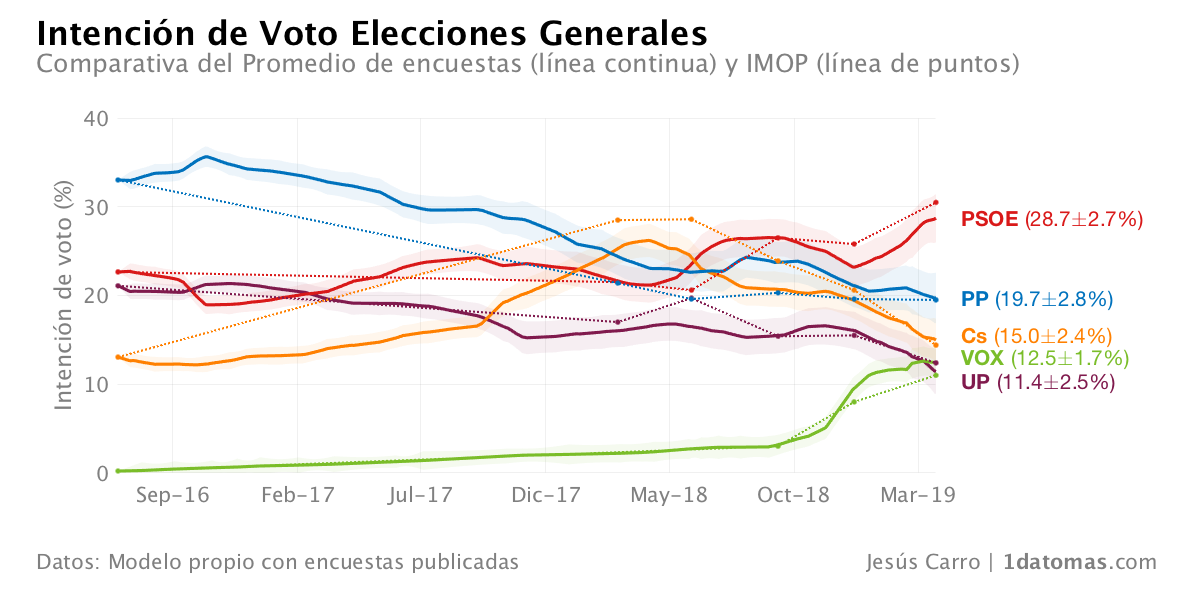 Intención de Voto Elecciones Generales
Comparativa del Promedio de encuestas (línea continua) y IMOP (línea de puntos)
Intención de voto (%)
40
30
20
10
0
Sep–16
Feb–17
Jul–17
Dic–17
May–18
Oct–18
Mar–19
PSOE (28.7±2.7%)
PP (19.7±2.8%)
Cs (15.0±2.4%)
VOX (12.5±1.7%)
UP (11.4±2.5%)
Datos: Modelo propio con encuestas publicadas
Jesús Carro | 1datomas.com